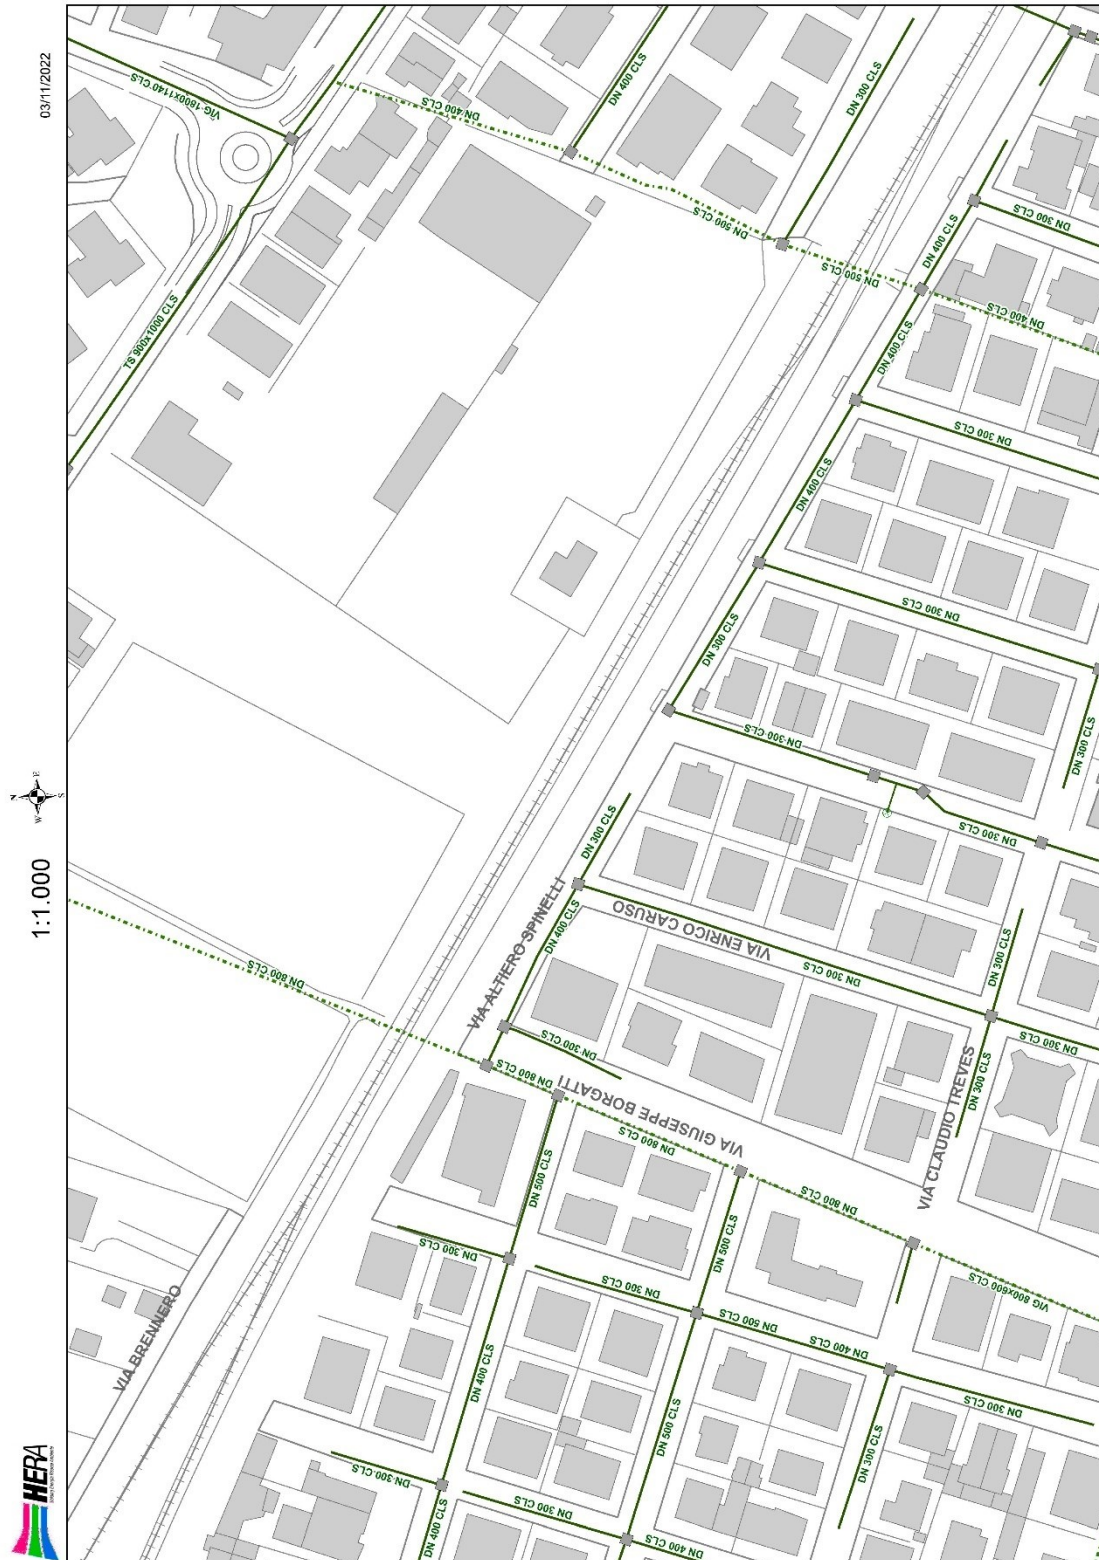 03/11/2022
N
W
E
S
1:1.000
HERA
VIG-1800x1140 CLS
DN 400 CLS
DN 400 CLS
DN 300 CLS
DN 500 CLS
DN 500 CLS
DN 400 CLS
DN 300 CLS
TS 900x1000 CLS
DN 400 CLS
DN 400 CLS
DN 300 CLS
DN 400 CLS
DN 300 CLS
DN 300 CLS
DN 300 CLS
DN 300 CLS
DN 300 CLS
DN 300 CLS
VIA ALTIERO SPINELLI
DN 400 CLS
VIA ENRICO CARUSO
DN 300 CLS
DN 300 CLS
DN 800 CLS
DN 300 CLS
DN 300 CLS
DN 800 CLS
VIA GIUSEPPE BORGATTI
DN 300 CLS
VIA CLAUDIO TREVES
DN 800 CLS
DN 500 CLS
DN 800 CLS
DN 300 CLS
DN 500 CLS
DN 300 CLS
VIG 800x600 CLS
VIA BRENNERO
DN 500 CLS
DN 400 CLS
DN 400 CLS
DN 300 CLS
DN 500 CLS
DN 300 CLS
DN 300 CLS
DN 300 CLS
DN 400 CLS
DN 400 CLS